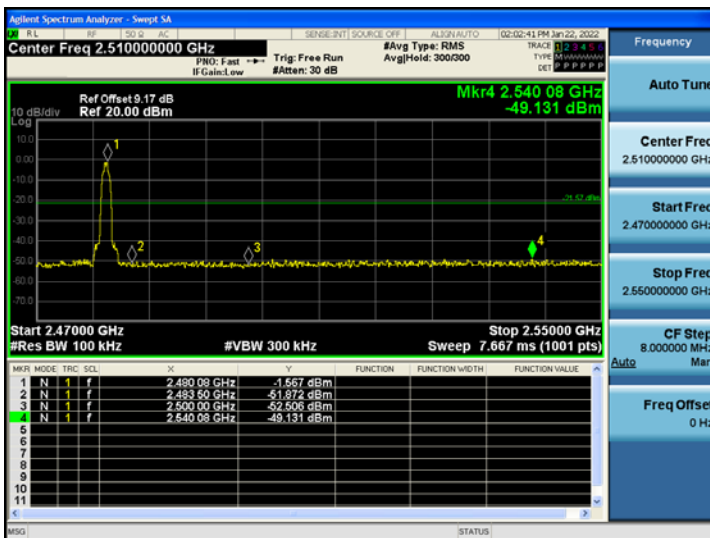 Agilent Spectrum Analyzer - Swept SA
RL RF 50 Ω AC SENSE:INT SOURCE OFF ALIGN AUTO 02:02:41 PM Jan 22, 2022
Center Freq 2.510000000 GHz
PNO: Fast
IFGain:Low
Trig: Free Run
#Atten: 30 dB
#Avg Type: RMS
Avg|Hold: 300/300
TRACE 1 2 3 4 5 6
TYPE M
DET P P P P P P
Ref Offset 9.17 dB
Ref 20.00 dBm
10 dB/div
Log
Mkr4 2.540 08 GHz
-49.131 dBm
10.0
0.00
-10.0
-20.0
-30.0
-40.0
-50.0
-60.0
-70.0
1
2
3
4
-21.57 dBm
Start 2.47000 GHz
Stop 2.55000 GHz
#Res BW 100 kHz
#VBW 300 kHz
Sweep 7.667 ms (1001 pts)
MKR MODE TRC SCL X Y FUNCTION FUNCTION WIDTH FUNCTION VALUE
1 N 1 f 2.480 08 GHz -1.567 dBm
2 N 1 f 2.483 50 GHz -51.872 dBm
3 N 1 f 2.500 00 GHz -52.506 dBm
4 N 1 f 2.540 08 GHz -49.131 dBm
5
6
7
8
9
10
11
MSG
STATUS
Frequency
Auto Tune
Center Freq
2.510000000 GHz
Start Freq
2.470000000 GHz
Stop Freq
2.550000000 GHz
CF Step
8.000000 MHz
Auto Man
Freq Offset
0 Hz